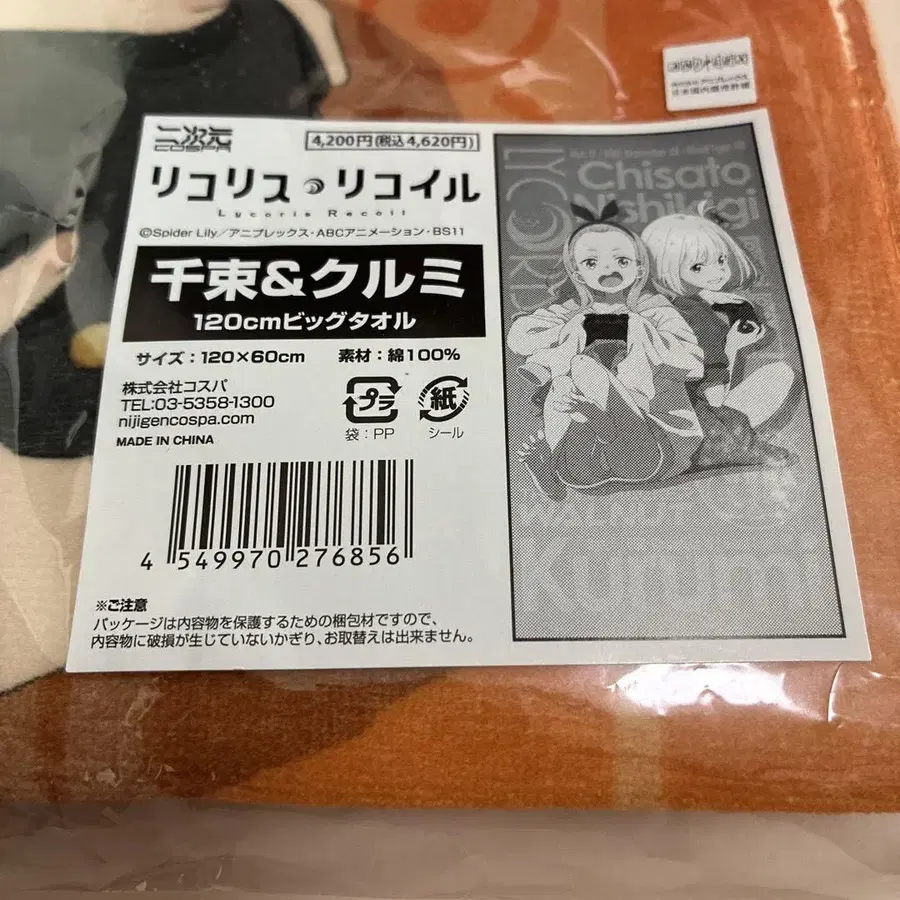 二次元
COSPA
4,200円(税込4,620円)
リコリス・リコイル
Lycoris Recoil
©Spider Lily/アニプレックス・ABCアニメーション・BS11
千束&クルミ
120cmビッグタオル
サイズ:120×60cm 素材:綿100%
株式会社コスパ
TEL:03-5358-1300
nijigencospa.com
MADE IN CHINA
プラ
袋:PP
紙
シール
4 549970 276856
※ご注意
パッケージは内容物を保護するための梱包材ですので、
内容物に破損が生じていないかぎり、お取替えは出来ません。
Chisato
Nishikigi
WALNUT
Kurumi